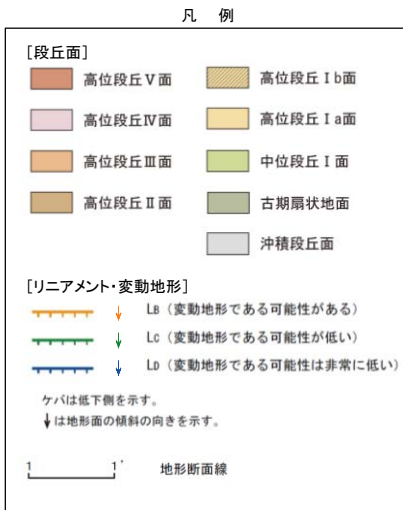 凡 例
[段丘面]
高位段丘Ⅴ面
高位段丘Ⅳ面
高位段丘Ⅲ面
高位段丘Ⅱ面
高位段丘Ⅰb面
高位段丘Ⅰa面
中位段丘Ⅰ面
古期扇状地面
沖積段丘面
[リニアメント・変動地形]
LB (変動地形である可能性がある)
LC (変動地形である可能性が低い)
LD (変動地形である可能性は非常に低い)
ケバは低下側を示す。
↓は地形面の傾斜の向きを示す。
1 1' 地形断面線